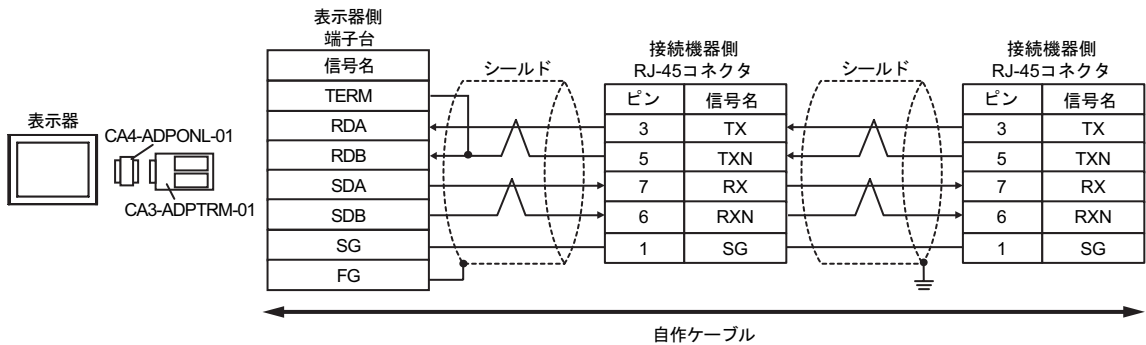 表示器
CA4-ADPONL-01
CA3-ADPTRM-01
表示器側
端子台
信号名
TERM
RDA
RDB
SDA
SDB
SG
FG
シールド
接続機器側
RJ-45コネクタ
ピン 信号名
3 TX
5 TXN
7 RX
6 RXN
1 SG
シールド
接続機器側
RJ-45コネクタ
ピン 信号名
3 TX
5 TXN
7 RX
6 RXN
1 SG
自作ケーブル